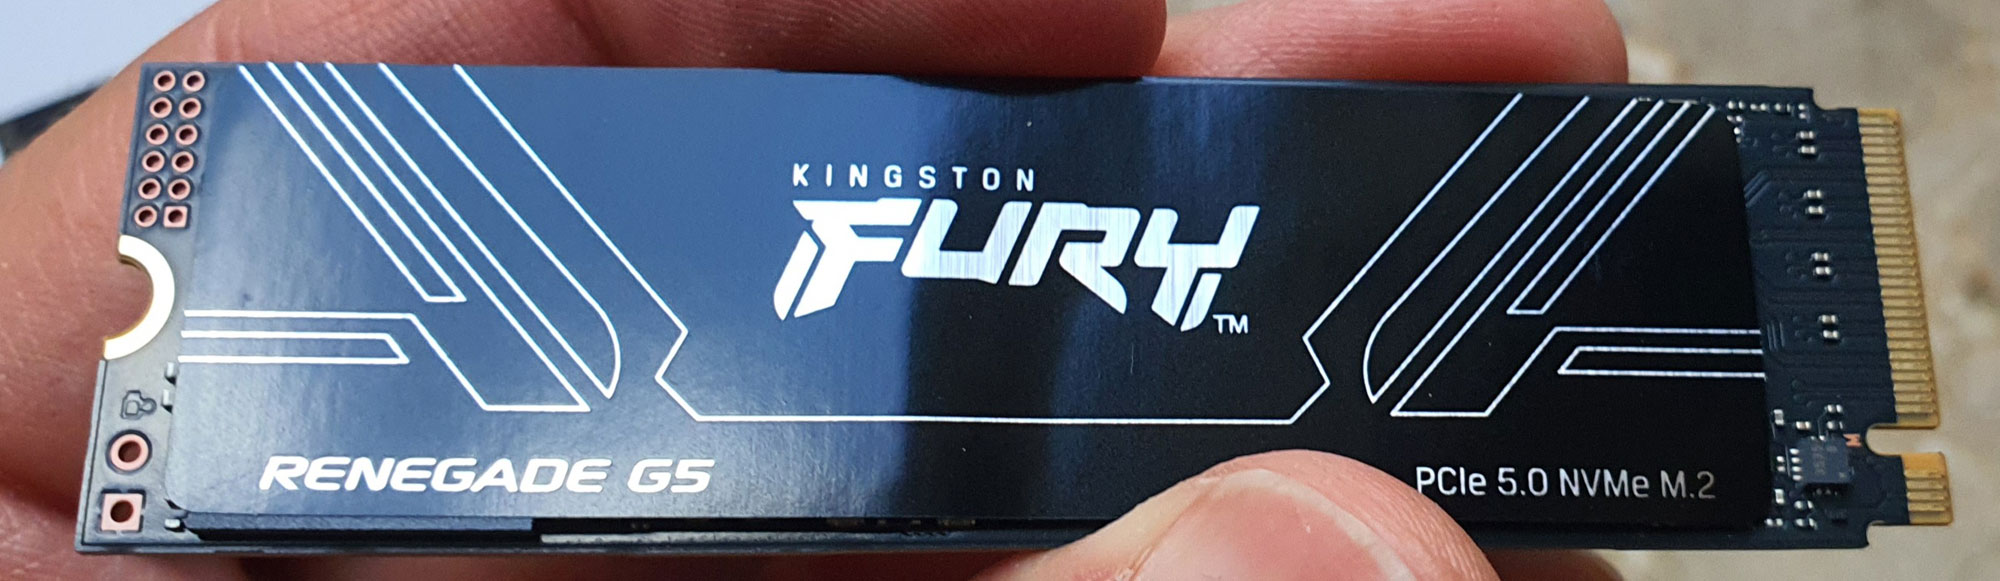 KINGSTON
FURY™
RENEGADE G5
PCIe 5.0 NVMe M.2
M